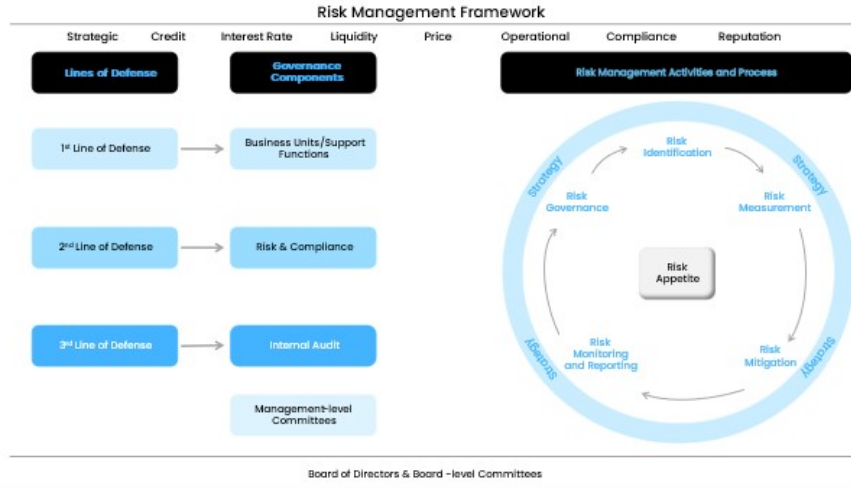 Risk Management Framework
Strategic Credit Interest Rate Liquidity Price Operational Compliance Reputation
Lines of Defense
Governance
Components
Risk Management Activities and Process
1st Line of Defense
Business Units/Support
Functions
2nd Line of Defense
Risk & Compliance
3rd Line of Defense
Internal Audit
Management-level
Committees
Strategy
Strategy
Risk
Identification
Risk
Governance
Risk
Measurement
Risk
Appetite
Risk
Monitoring
and Reporting
Risk
Mitigation
Strategy
Strategy
Board of Directors & Board -level Committees